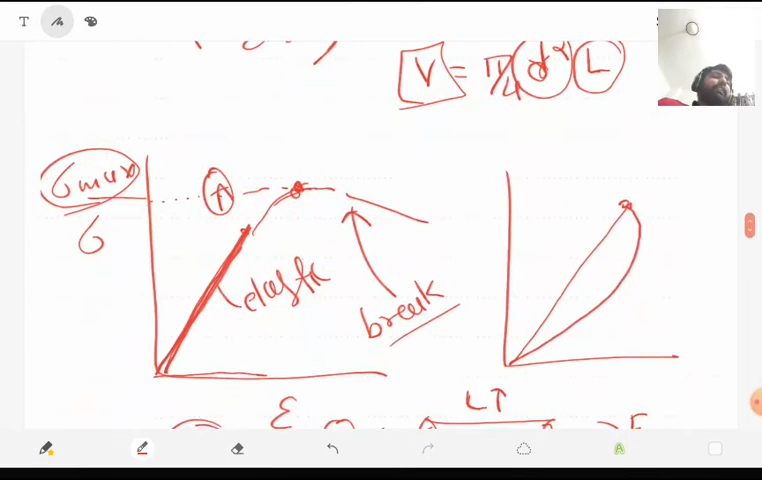 V = π/4 d² L
σmax
A
σ
elastic
break
ε
L↑
F